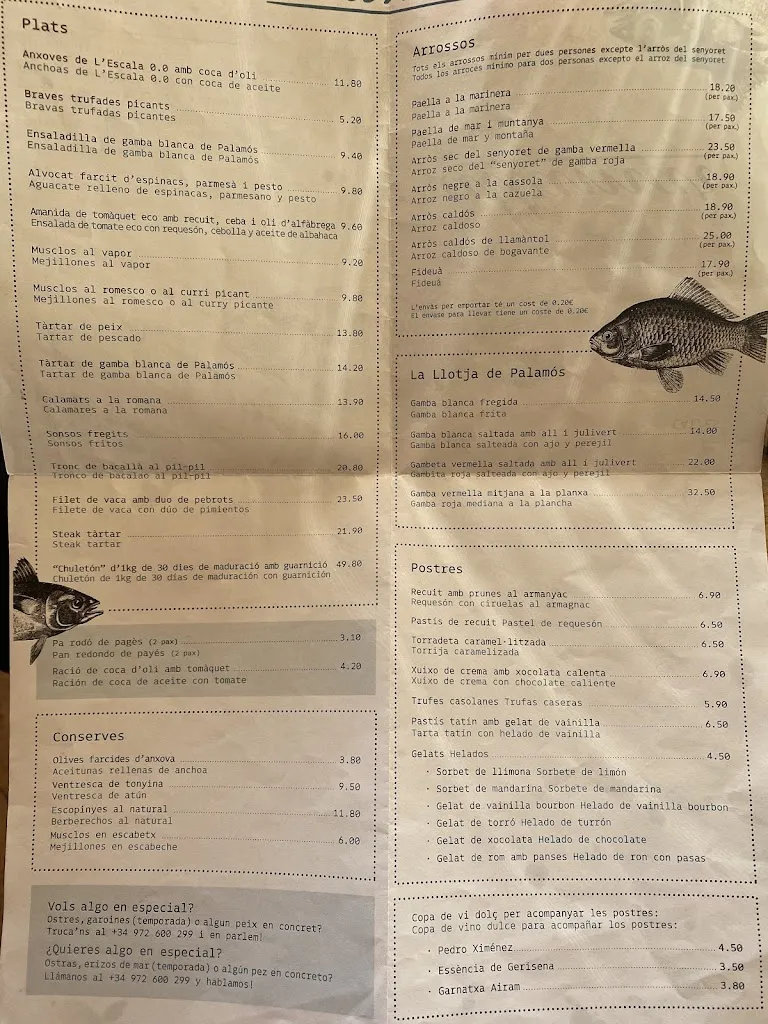 Plats
Anxoves de L'Escala 0.0 amb coca d'oli
Anchoas de L'Escala 0.0 con coca de aceite 11.80
Braves trufades picants
Bravas trufadas picantes 5.20
Ensaladilla de gamba blanca de Palamós
Ensaladilla de gamba blanca de Palamós 9.40
Alvocat farcit d'espinacs, parmesà i pesto
Aguacate relleno de espinacas, parmesano y pesto 9.80
Amanida de tomàquet eco amb recuit, ceba i oli d'alfàbrega 9.60
Ensalada de tomate eco con requesón, cebolla y aceite de albahaca
Musclos al vapor 9.20
Mejillones al vapor
Musclos al romesco o al curri picant 9.80
Mejillones al romesco o al curry picante
Tàrtar de peix 13.80
Tartar de pescado
Tàrtar de gamba blanca de Palamós 14.20
Tartar de gamba blanca de Palamós
Calamars a la romana 13.90
Calamares a la romana
Sonsos fregits 16.00
Sonsos fritos
Tronc de bacallà al pil-pil 20.80
Tronco de bacalao al pil-pil
Filet de vaca amb duo de pebrots 23.50
Filete de vaca con dúo de pimientos
Steak tàrtar 21.90
Steak tartar
"Chuletón" d'1kg de 30 dies de maduració amb guarnició 49.80
Chuletón de 1kg de 30 días de maduración con guarnición
Pa rodó de pagès (2 pax) 3.10
Pan redondo de payés (2 pax)
Ració de coca d'oli amb tomàquet 4.20
Ración de coca de aceite con tomate
Conserves
Olives farcides d'anxova 3.80
Aceitunas rellenas de anchoa
Ventresca de tonyina 9.50
Ventresca de atún
Escopinyes al natural 11.80
Berberechos al natural
Musclos en escabetx 6.00
Mejillones en escabeche
Vols algo en especial?
Ostres, garoines (temporada) o algun peix en concret?
Truca'ns al +34 972 600 299 i en parlem!
¿Quieres algo en especial?
Ostras, erizos de mar (temporada) o algún pez en concreto?
Llámanos al +34 972 600 299 y hablamos!
Arrossos
Tots els arrossos mínim per dues persones excepte l'arròs del senyoret
Todos los arroces mínimo para dos personas excepto el arroz del senyoret
Paella a la marinera 18.20
Paella a la marinera (per pax.)
Paella de mar i muntanya 17.50
Paella de mar y montaña (per pax.)
Arròs sec del senyoret de gamba vermella 23.50
Arroz seco del "senyoret" de gamba roja (per pax.)
Arròs negre a la cassola 18.90
Arroz negro a la cazuela (per pax.)
Arròs caldós 18.90
Arroz caldoso (per pax.)
Arròs caldós de llamàntol 25.00
Arroz caldoso de bogavante (per pax.)
Fideuà 17.90
Fideuá (per pax.)
L'envàs per emportar té un cost de 0.20€
El envase para llevar tiene un coste de 0.20€
La Llotja de Palamós
Gamba blanca fregida 14.50
Gamba blanca frita
Gamba blanca saltada amb all i julivert 14.00
Gamba blanca salteada con ajo y perejil
Gambeta vermella saltada amb all i julivert 22.00
Gambita roja salteada con ajo y perejil
Gamba vermella mitjana a la planxa 32.50
Gamba roja mediana a la plancha
Postres
Recuit amb prunes al armanyac 6.90
Requesón con ciruelas al armagnac
Pastís de recuit Pastel de requesón 6.50
Torradeta caramel·litzada 6.50
Torrija caramelizada
Xuixo de crema amb xocolata calenta 6.90
Xuixo de crema con chocolate caliente
Trufes casolanes Trufas caseras 5.90
Pastís tatin amb gelat de vainilla 6.50
Tarta tatin con helado de vainilla
Gelats Helados 4.50
· Sorbet de llimona Sorbete de limón
· Sorbet de mandarina Sorbete de mandarina
· Gelat de vainilla bourbon Helado de vainilla bourbon
· Gelat de torró Helado de turrón
· Gelat de xocolata Helado de chocolate
· Gelat de rom amb panses Helado de ron con pasas
Copa de vi dolç per acompanyar les postres:
Copa de vino dulce para acompañar los postres:
· Pedro Ximénez 4.50
· Essència de Gerisena 3.50
· Garnatxa Airam 3.80